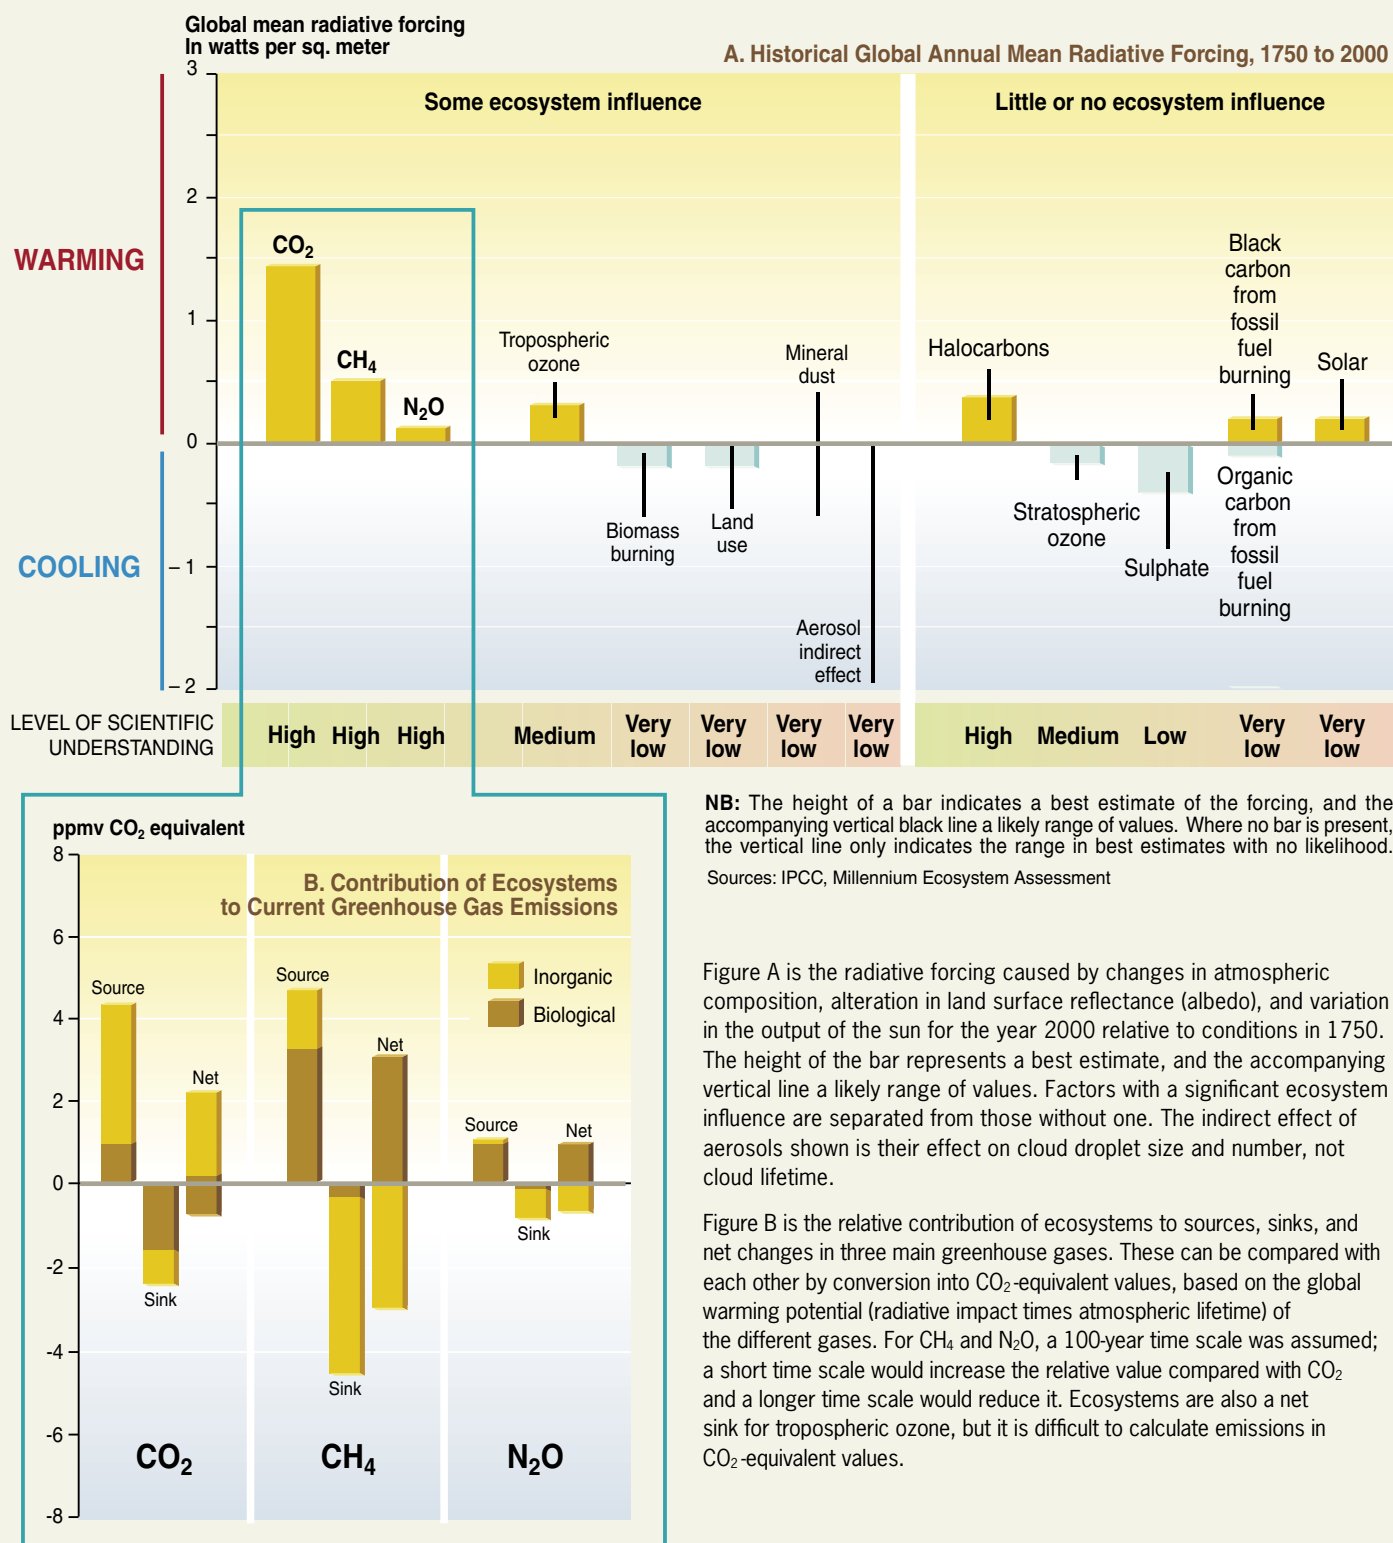 Global mean radiative forcing
In watts per sq. meter
A. Historical Global Annual Mean Radiative Forcing, 1750 to 2000
3
Some ecosystem influence
Little or no ecosystem influence
2
WARMING
CO2
Black
carbon
from
fossil
fuel
burning
1
Tropospheric
ozone
Mineral
dust
Halocarbons
Solar
CH4
N2O
0
Biomass
burning
Land
use
Stratospheric
ozone
Sulphate
Organic
carbon
from
fossil
fuel
burning
COOLING
– 1
Aerosol
indirect
effect
– 2
LEVEL OF SCIENTIFIC
UNDERSTANDING
High
High
High
Medium
Very
low
Very
low
Very
low
Very
low
High
Medium
Low
Very
low
Very
low
NB: The height of a bar indicates a best estimate of the forcing, and the
accompanying vertical black line a likely range of values. Where no bar is present,
the vertical line only indicates the range in best estimates with no likelihood.
Sources: IPCC, Millennium Ecosystem Assessment
ppmv CO2 equivalent
8
B. Contribution of Ecosystems
to Current Greenhouse Gas Emissions
6
Inorganic
Biological
Source
Source
4
Net
Net
2
Source
Net
0
Sink
-2
Sink
-4
Sink
-6
CO2
CH4
N2O
-8
Figure A is the radiative forcing caused by changes in atmospheric
composition, alteration in land surface reflectance (albedo), and variation
in the output of the sun for the year 2000 relative to conditions in 1750.
The height of the bar represents a best estimate, and the accompanying
vertical line a likely range of values. Factors with a significant ecosystem
influence are separated from those without one. The indirect effect of
aerosols shown is their effect on cloud droplet size and number, not
cloud lifetime.
Figure B is the relative contribution of ecosystems to sources, sinks, and
net changes in three main greenhouse gases. These can be compared with
each other by conversion into CO2-equivalent values, based on the global
warming potential (radiative impact times atmospheric lifetime) of
the different gases. For CH4 and N2O, a 100-year time scale was assumed;
a short time scale would increase the relative value compared with CO2
and a longer time scale would reduce it. Ecosystems are also a net
sink for tropospheric ozone, but it is difficult to calculate emissions in
CO2-equivalent values.